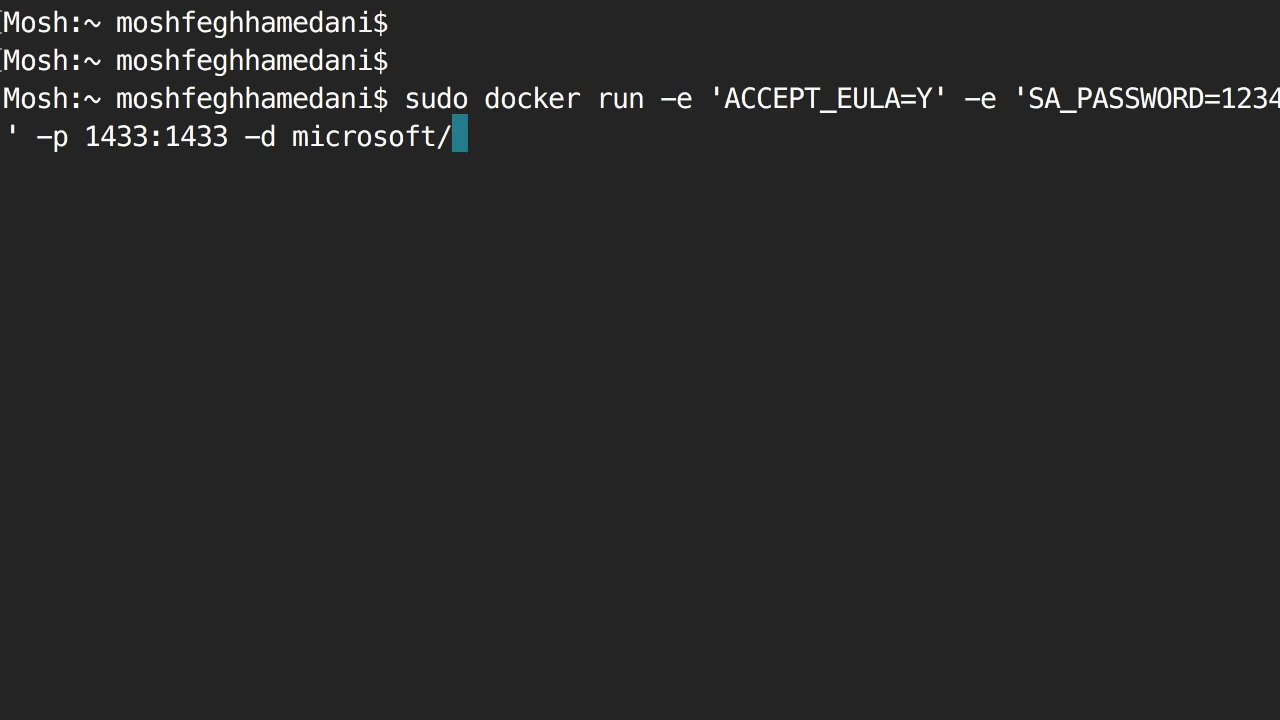 Mosh:~ moshfeghhamedani$
Mosh:~ moshfeghhamedani$
Mosh:~ moshfeghhamedani$ sudo docker run -e 'ACCEPT_EULA=Y' -e 'SA_PASSWORD=1234
' -p 1433:1433 -d microsoft/